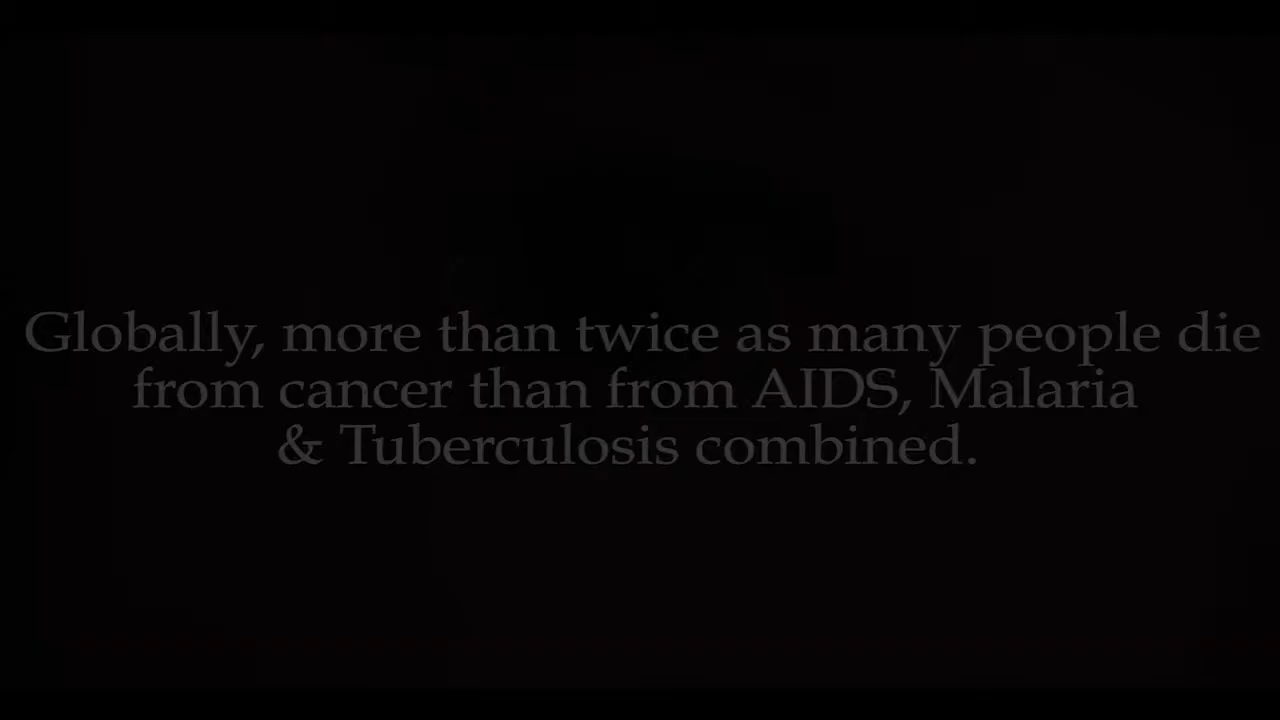 Globally, more than twice as many people die
from cancer than from AIDS, Malaria
& Tuberculosis combined.